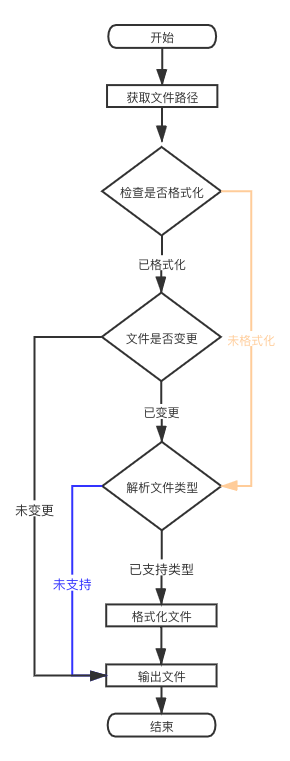 开始
获取文件路径
检查是否格式化
已格式化
文件是否变更
未格式化
已变更
解析文件类型
未变更
已支持类型
未支持
格式化文件
输出文件
结束